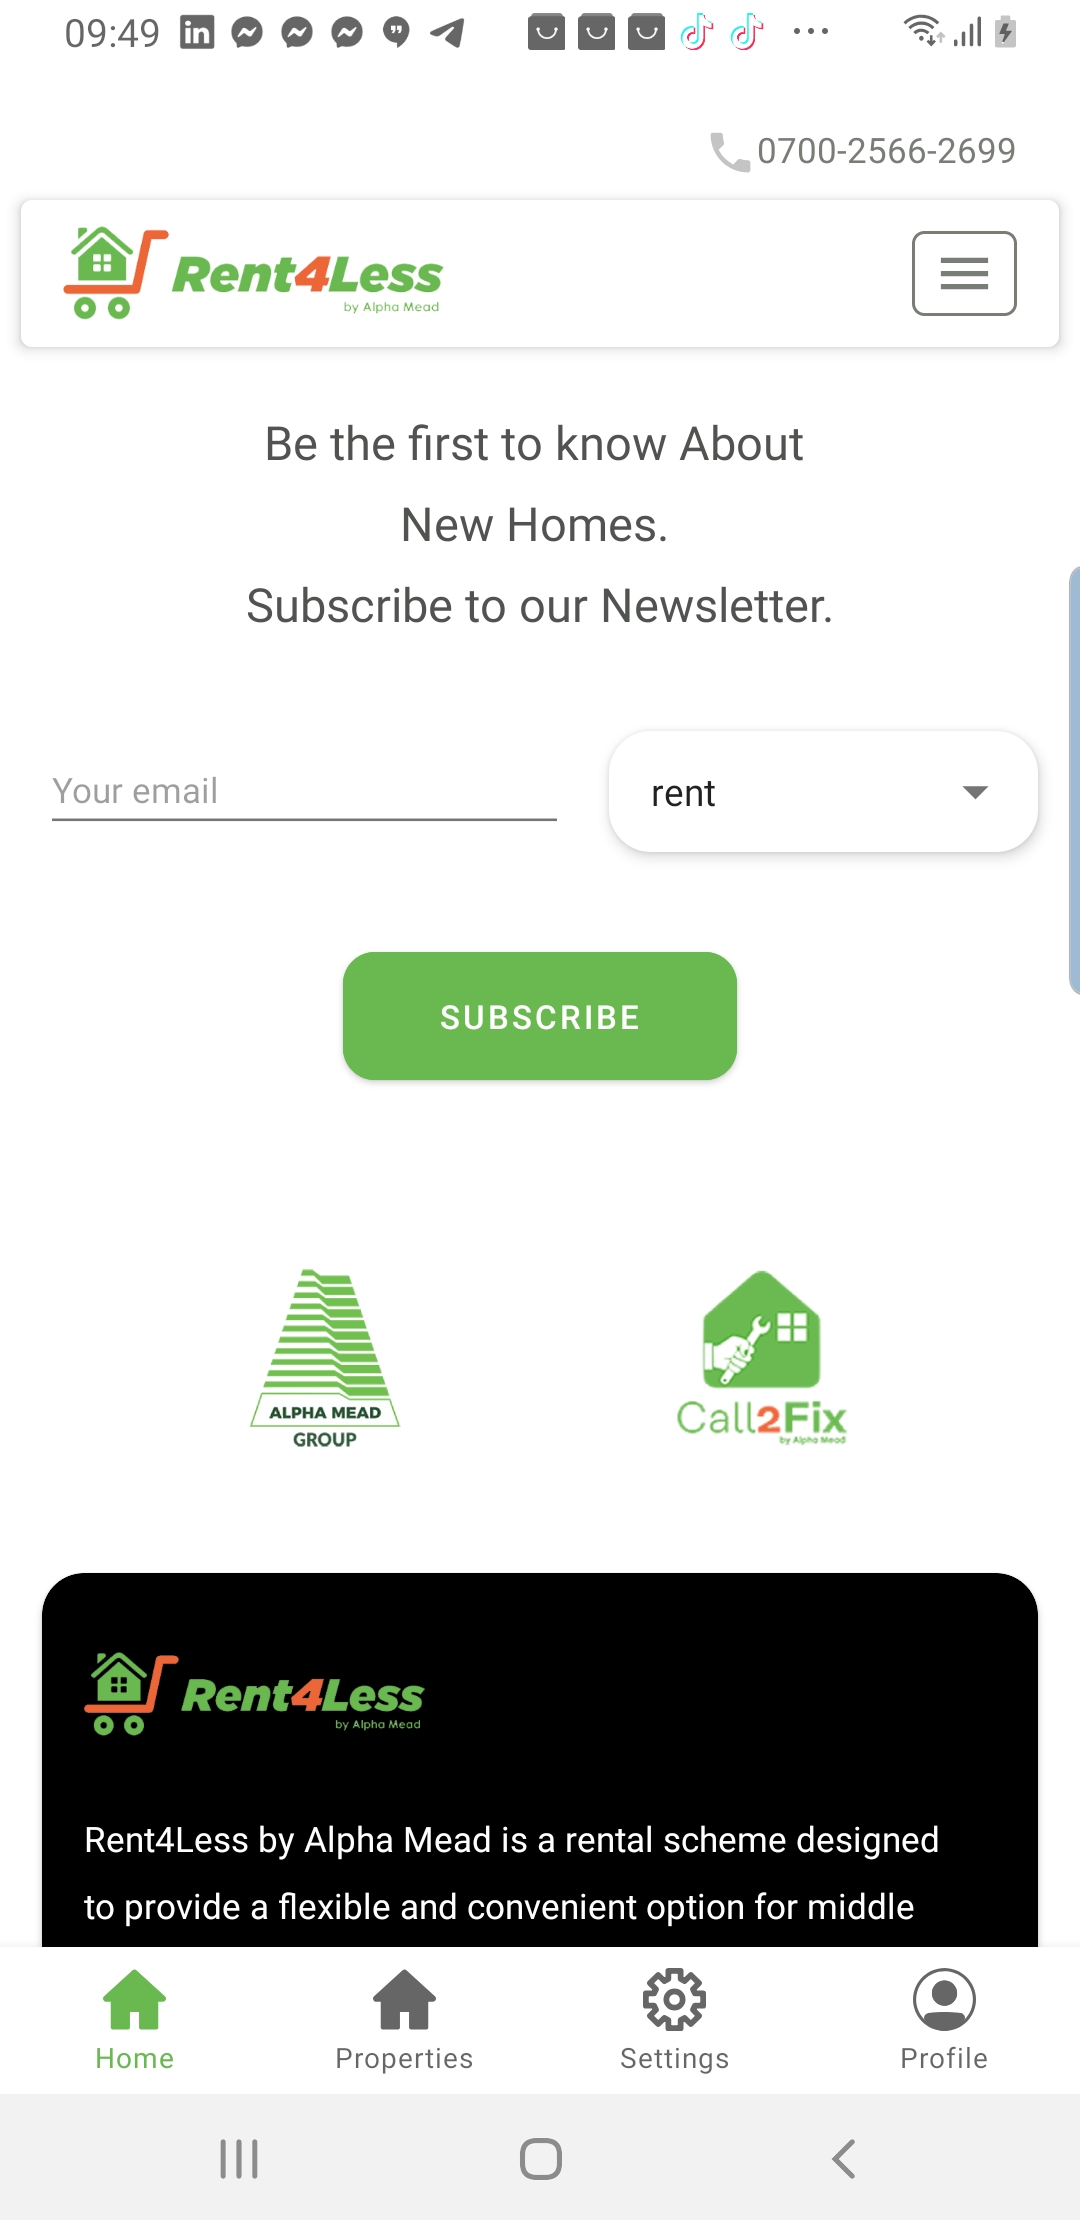 09:49
0700-2566-2699
Rent4Less
by Alpha Mead
Be the first to know About
New Homes.
Subscribe to our Newsletter.
Your email
rent
SUBSCRIBE
ALPHA MEAD
GROUP
Call2Fix
by Alpha Mead
Rent4Less
by Alpha Mead
Rent4Less by Alpha Mead is a rental scheme designed
to provide a flexible and convenient option for middle
Home
Properties
Settings
Profile